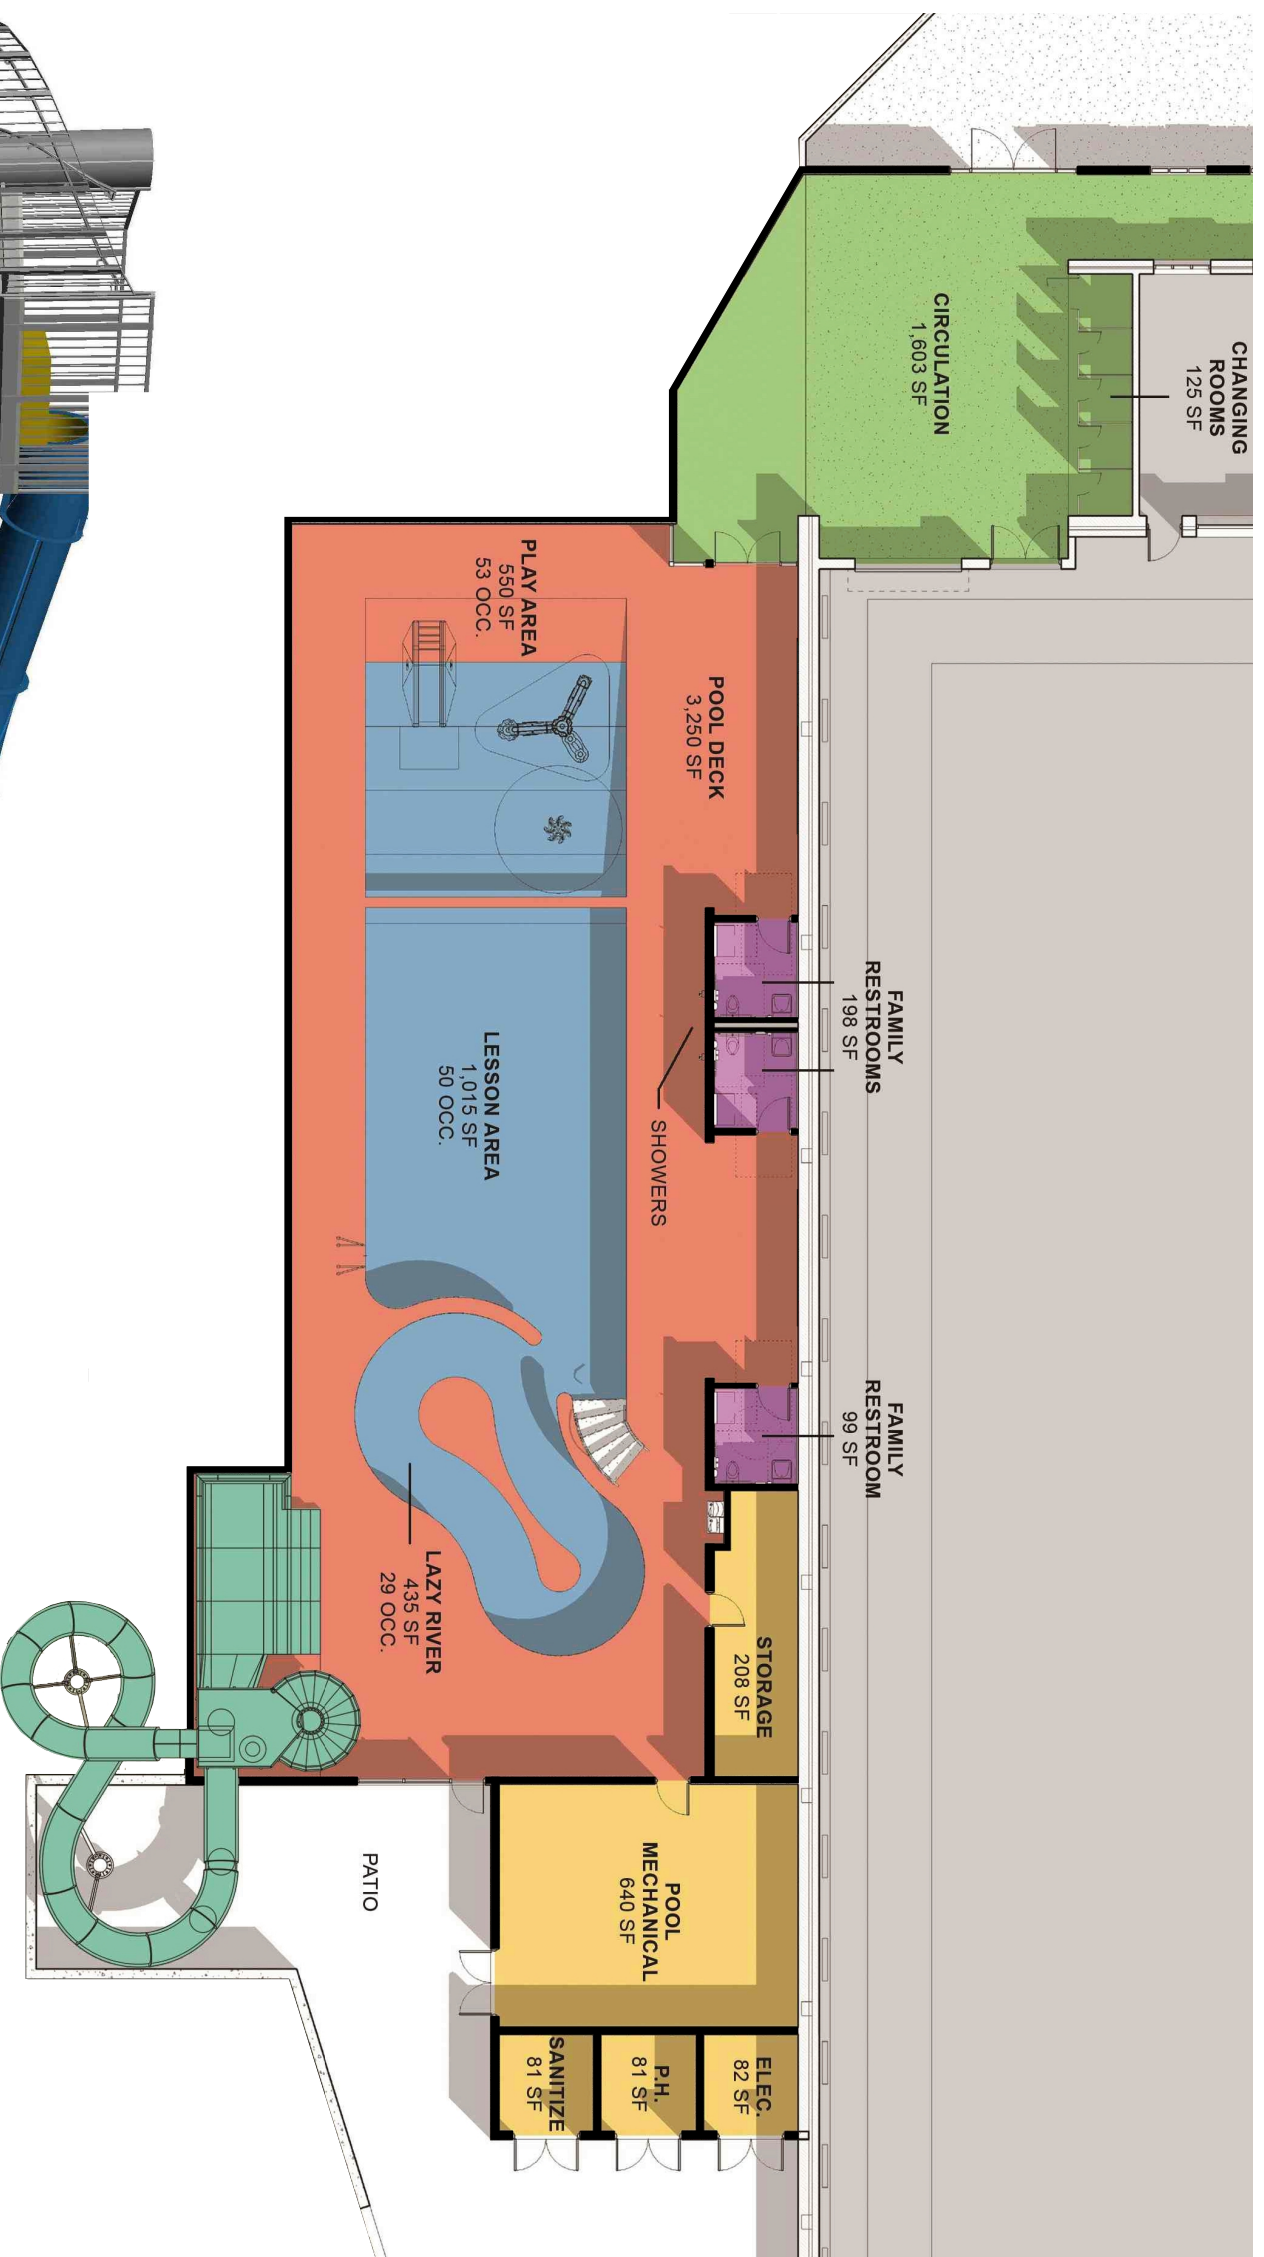 CHANGING
ROOMS
125 SF
CIRCULATION
1,603 SF
PLAY AREA
550 SF
53 OCC.
POOL DECK
3,250 SF
FAMILY
RESTROOMS
198 SF
SHOWERS
LESSON AREA
1,015 SF
50 OCC.
FAMILY
RESTROOM
99 SF
LAZY RIVER
435 SF
29 OCC.
STORAGE
208 SF
POOL
MECHANICAL
640 SF
PATIO
ELEC.
82 SF
P.H.
81 SF
SANITIZE
81 SF